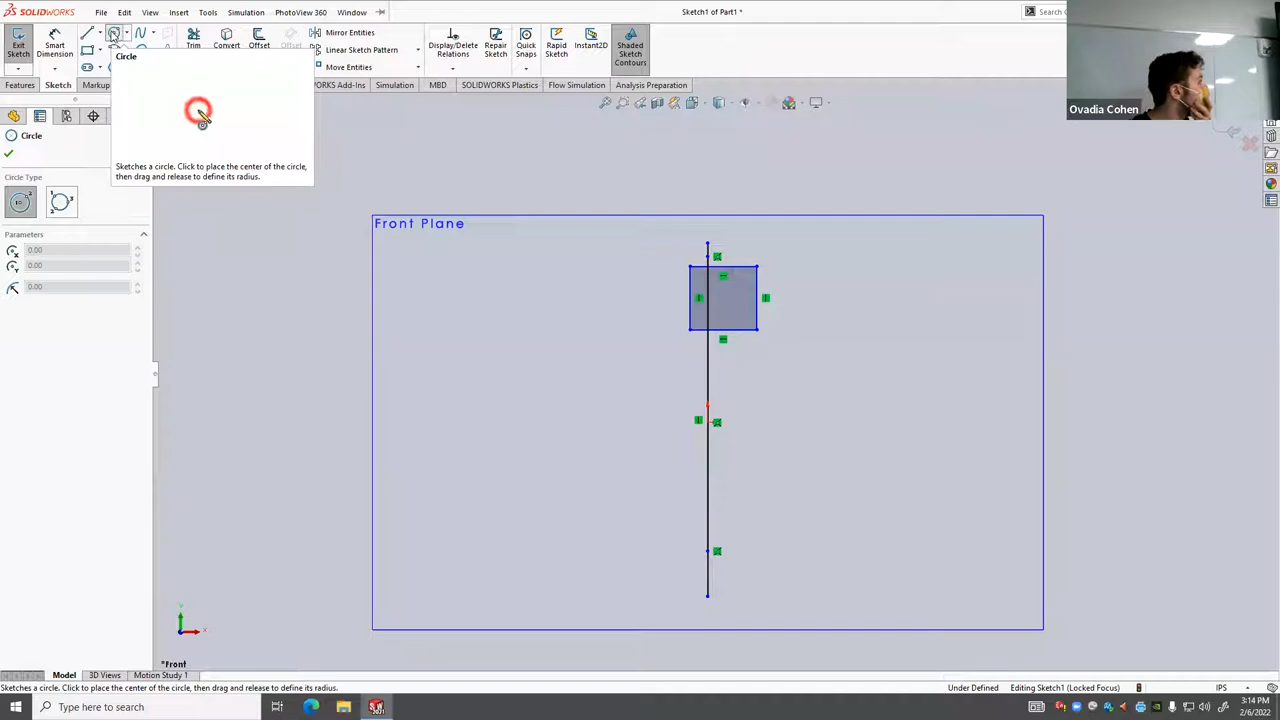 SOLIDWORKS
File Edit View Insert Tools Simulation PhotoView 360 Window
Sketch1 of Part1 *
Search
Exit Sketch
Smart Dimension
Trim
Convert
Offset
Mirror Entities
Linear Sketch Pattern
Move Entities
Display/Delete Relations
Repair Sketch
Quick Snaps
Rapid Sketch
Instant2D
Shaded Sketch Contours
Features Sketch Markup
Circle
Sketches a circle. Click to place the center of the circle,
then drag and release to define its radius.
WORKS Add-Ins Simulation MBD SOLIDWORKS Plastics Flow Simulation Analysis Preparation
Ovadia Cohen
Circle
Circle Type
Parameters
0.00
0.00
0.00
Front Plane
Y
X
*Front
Model 3D Views Motion Study 1
Sketches a circle. Click to place the center of the circle, then drag and release to define its radius.
Under Defined Editing Sketch1 (Locked Focus) IPS
Type here to search
3:14 PM
2/6/2022